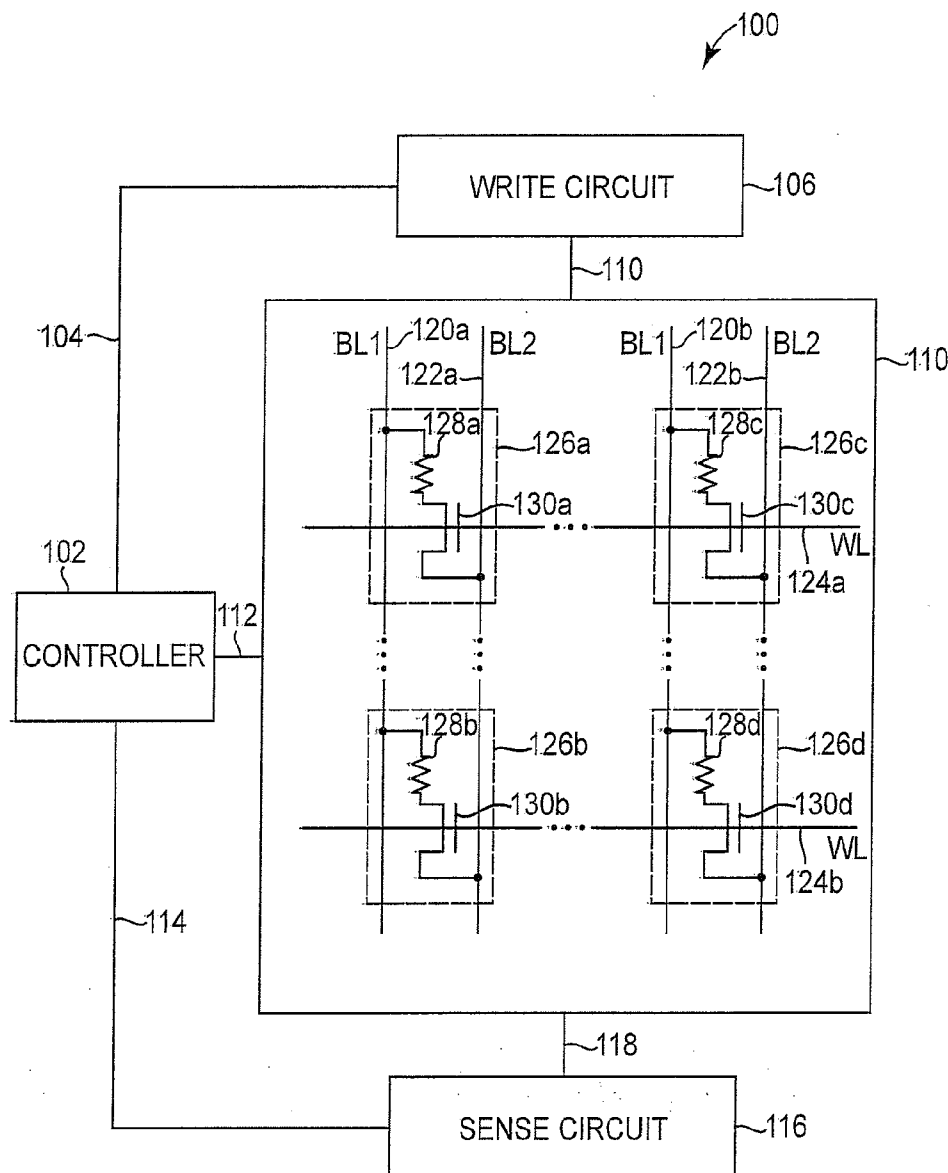 100
WRITE CIRCUIT
106
110
104
BL1
120a
BL2
BL1
120b
BL2
110
122a
122b
128a
126a
128c
126c
130a
130c
WL
124a
102
112
CONTROLLER
128b
126b
128d
126d
130b
130d
WL
124b
114
118
SENSE CIRCUIT
116